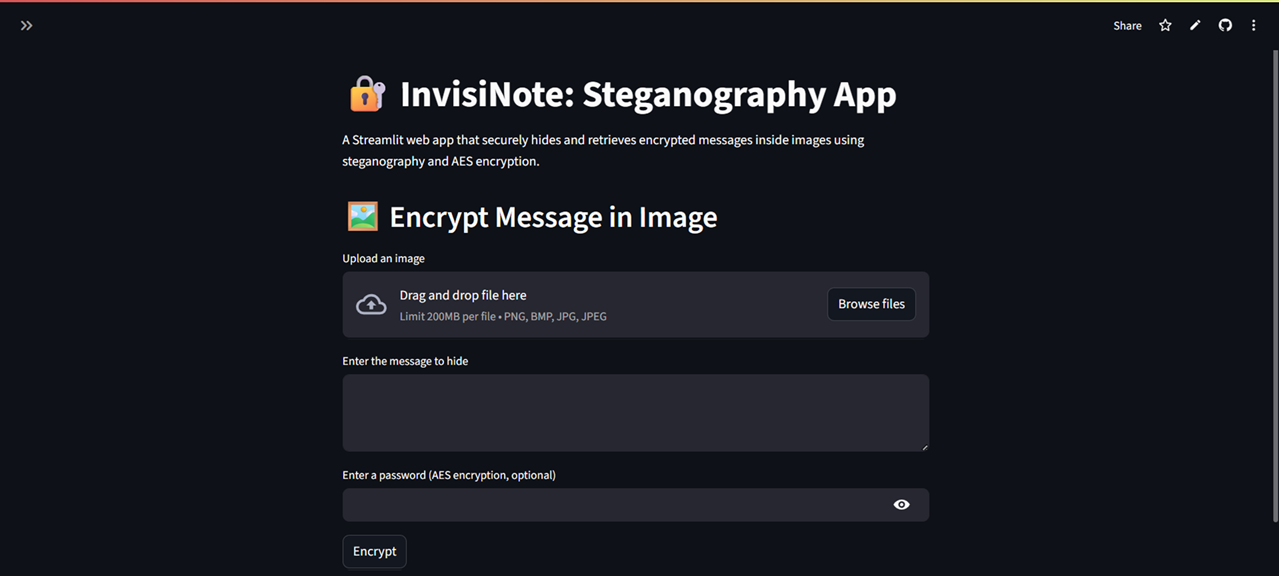 Share
InvisiNote: Steganography App
A Streamlit web app that securely hides and retrieves encrypted messages inside images using
steganography and AES encryption.
Encrypt Message in Image
Upload an image
Drag and drop file here
Limit 200MB per file • PNG, BMP, JPG, JPEG
Browse files
Enter the message to hide
Enter a password (AES encryption, optional)
Encrypt